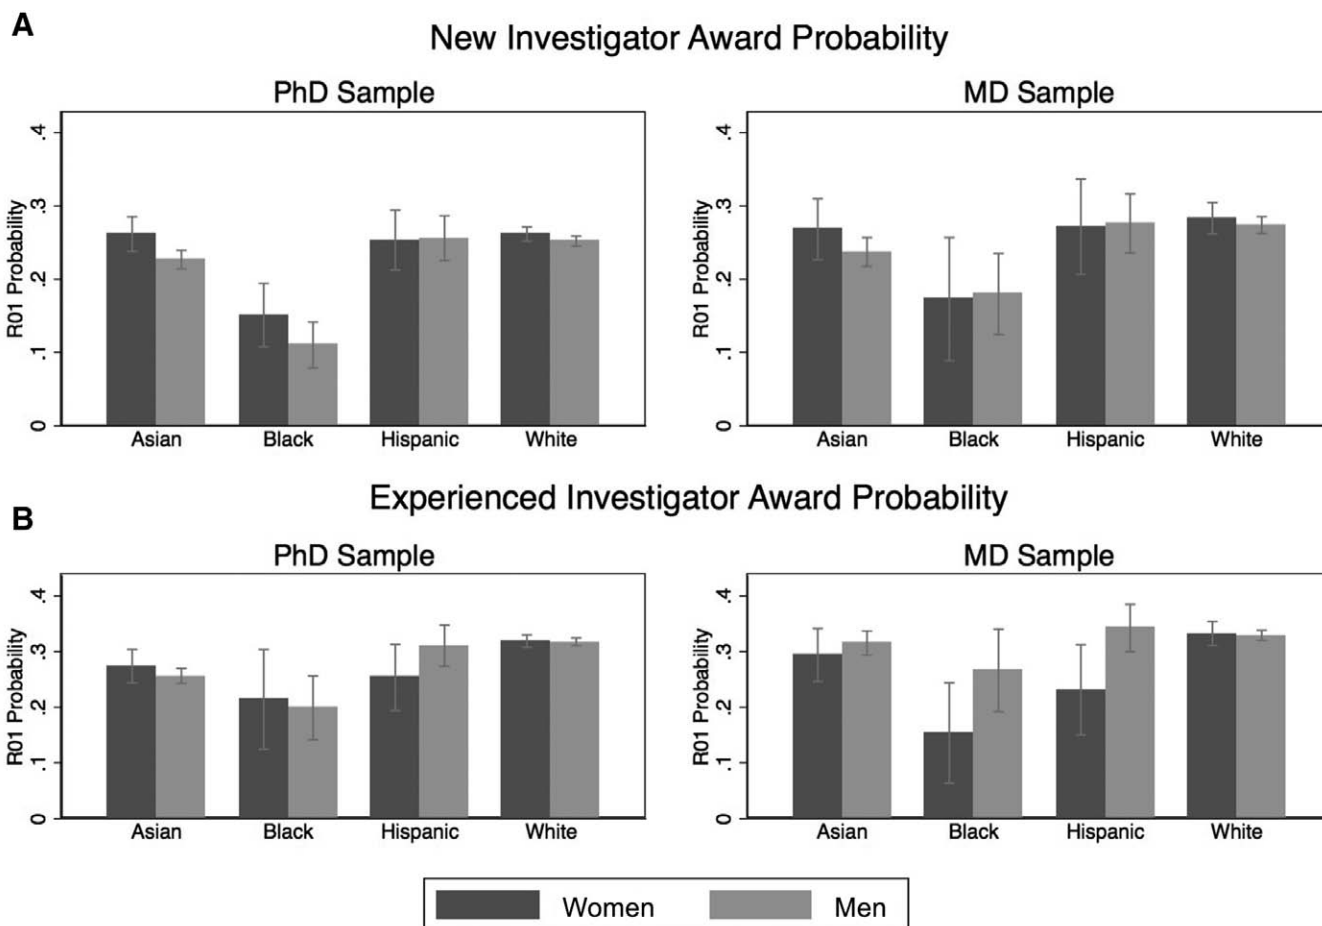 A
New Investigator Award Probability
PhD Sample
MD Sample
R01 Probability
0 .1 .2 .3 .4
Asian Black Hispanic White
R01 Probability
0 .1 .2 .3 .4
Asian Black Hispanic White
B
Experienced Investigator Award Probability
PhD Sample
MD Sample
R01 Probability
0 .1 .2 .3 .4
Asian Black Hispanic White
R01 Probability
0 .1 .2 .3 .4
Asian Black Hispanic White
Women Men